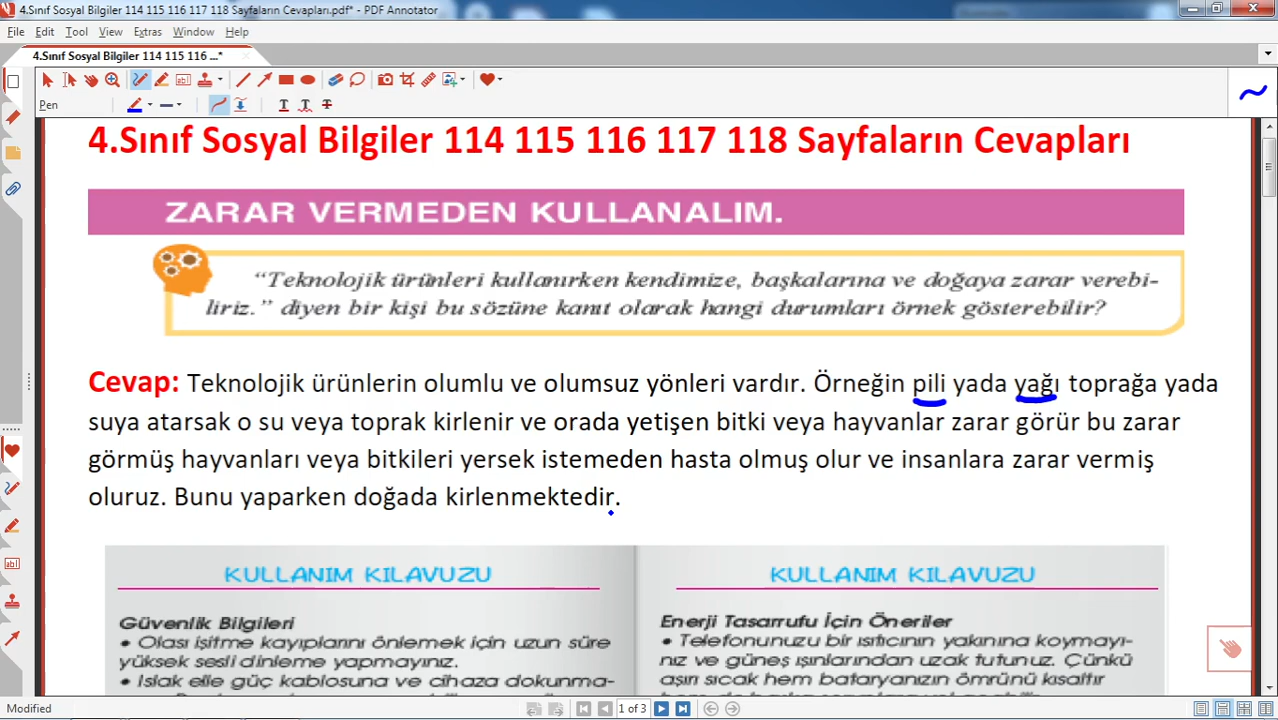 4.Sınıf Sosyal Bilgiler 114 115 116 117 118 Sayfaların Cevapları.pdf* - PDF Annotator
File Edit Tool View Extras Window Help
4.Sınıf Sosyal Bilgiler 114 115 116 ...*
Pen
4.Sınıf Sosyal Bilgiler 114 115 116 117 118 Sayfaların Cevapları
ZARAR VERMEDEN KULLANALIM.
“Teknolojik ürünleri kullanırken kendimize, başkalarına ve doğaya zarar verebi-
liriz.” diyen bir kişi bu sözüne kanıt olarak hangi durumları örnek gösterebilir?
Cevap: Teknolojik ürünlerin olumlu ve olumsuz yönleri vardır. Örneğin pili yada yağı toprağa yada
suya atarsak o su veya toprak kirlenir ve orada yetişen bitki veya hayvanlar zarar görür bu zarar
görmüş hayvanları veya bitkileri yersek istemeden hasta olmuş olur ve insanlara zarar vermiş
oluruz. Bunu yaparken doğada kirlenmektedir.
KULLANIM KILAVUZU
Güvenlik Bilgileri
• Olası işitme kayıplarını önlemek için uzun süre
yüksek sesli dinleme yapmayınız.
• Islak elle güç kablosuna ve cihaza dokunma-
KULLANIM KILAVUZU
Enerji Tasarrufu İçin Öneriler
• Telefonunuzu bir ısıtıcının yakınına koymayı-
nız ve güneş ışınlarından uzak tutunuz. Çünkü
aşırı sıcak hem bataryanızın ömrünü kısaltır
Modified
1 of 3